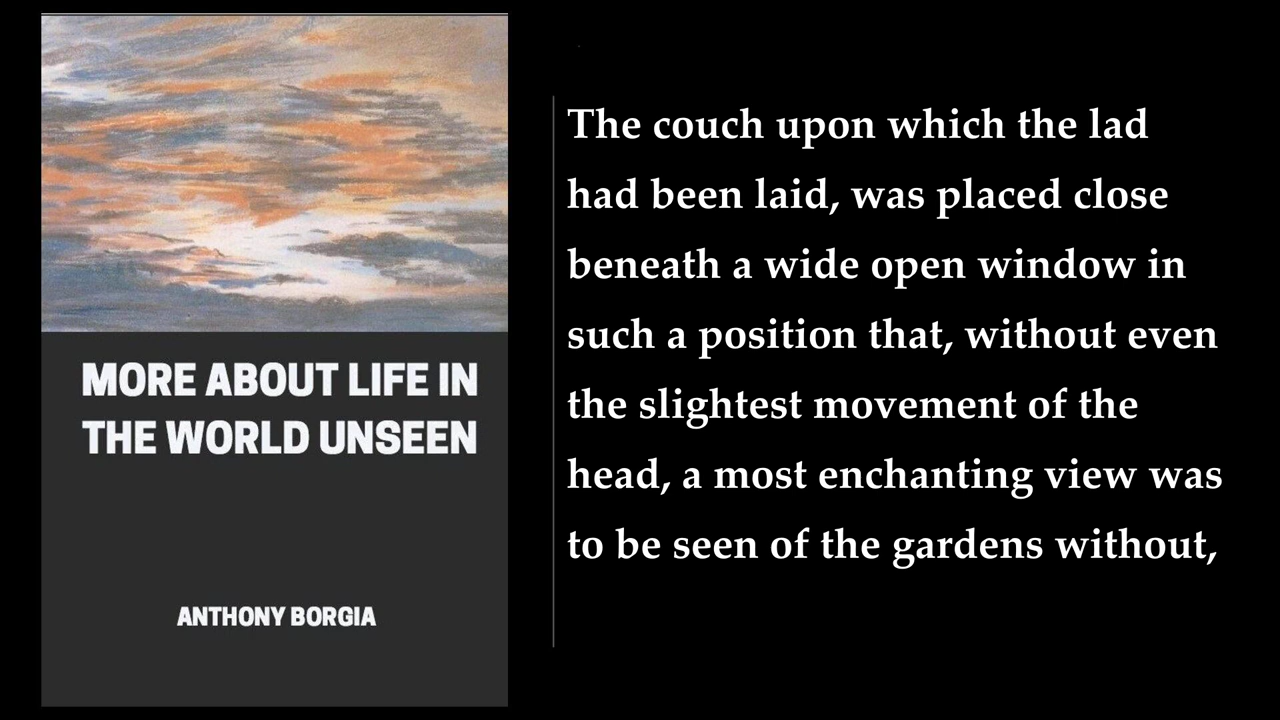 MORE ABOUT LIFE IN
THE WORLD UNSEEN
ANTHONY BORGIA
The couch upon which the lad
had been laid, was placed close
beneath a wide open window in
such a position that, without even
the slightest movement of the
head, a most enchanting view was
to be seen of the gardens without,